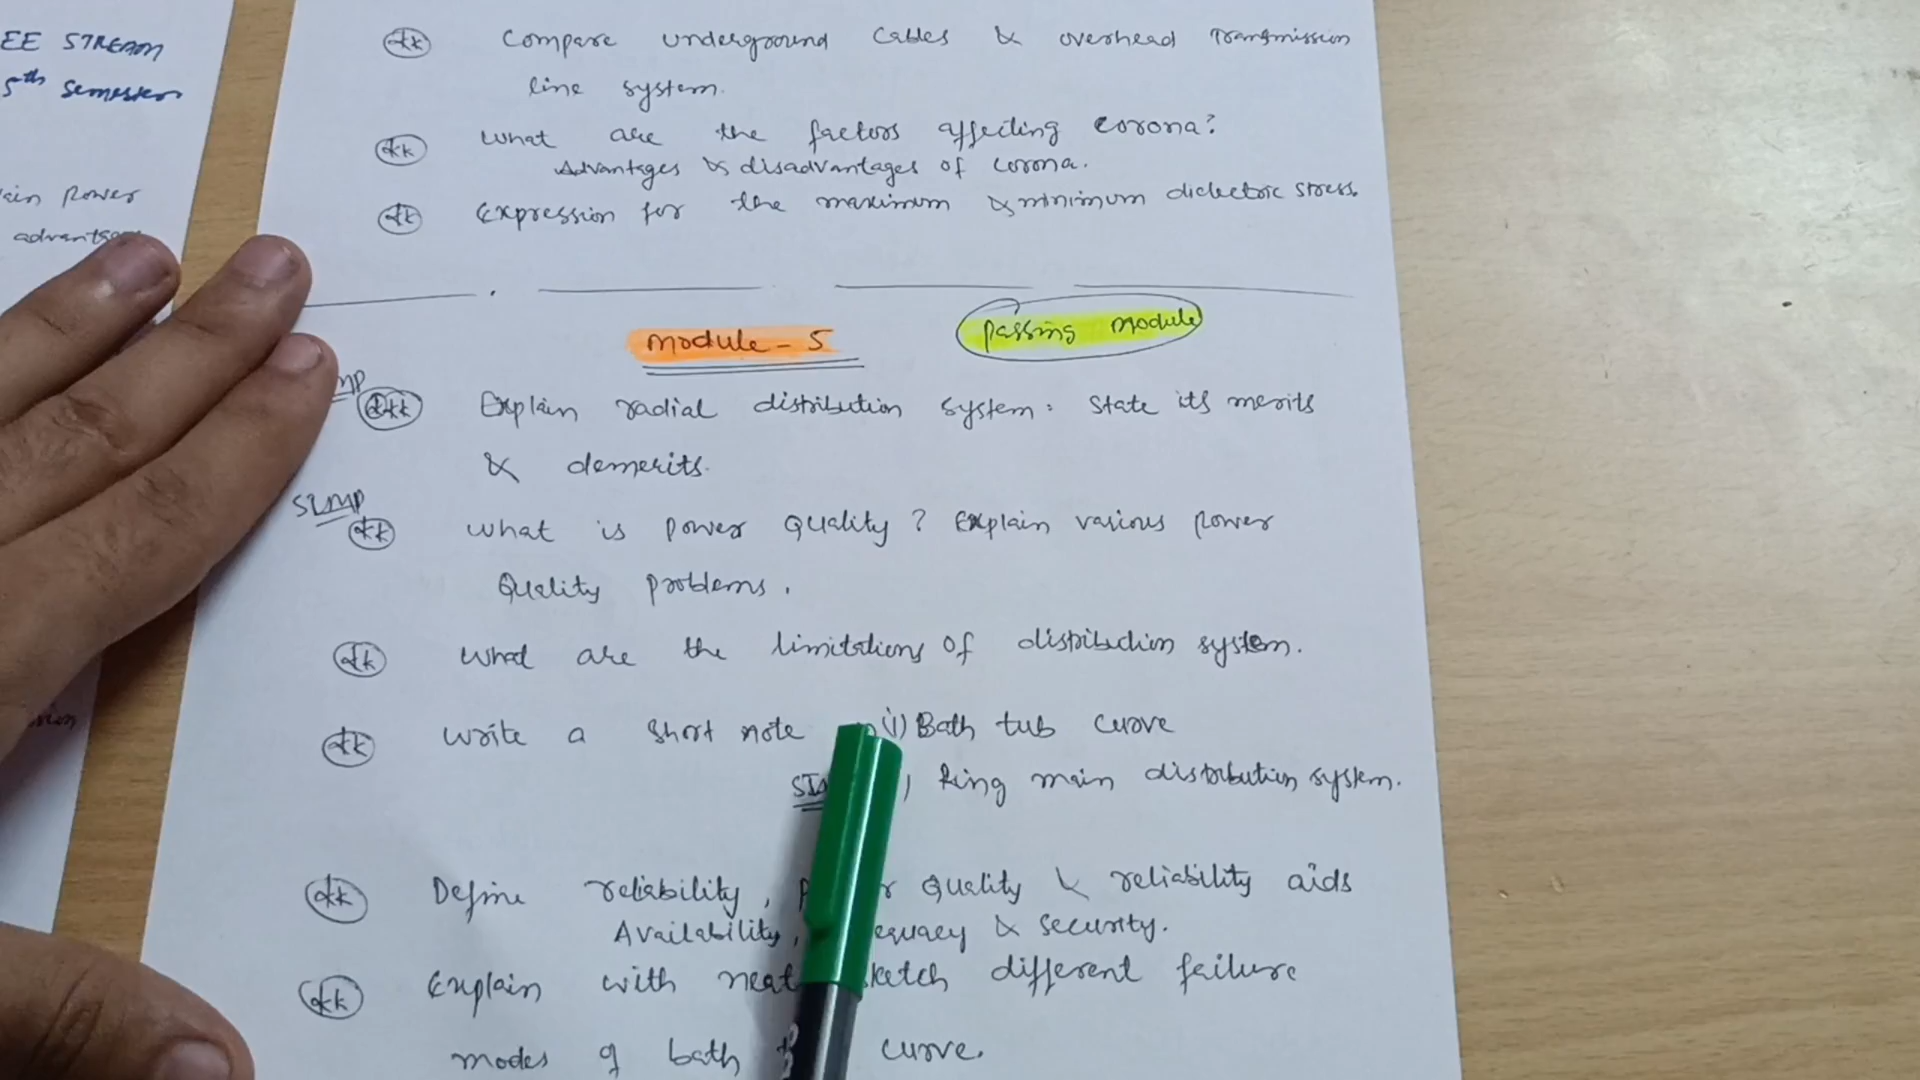 EE STREAM
5th Semester
Power
Compare underground cables & overhead Transmission
line system.
What are the factors affecting corona?
Advantages & disadvantages of corona.
Expression for the maximum & minimum dielectric stress.
Module - 5
Passing Module
Explain radial distribution system: State its merits
& demerits.
SIMP
What is power quality? Explain various power
Quality problems.
What are the limitations of distribution system.
Write a short note (i) Bath tub curve
Ring main distribution system.
Define reliability, quality & reliability aids
Availability, & security.
Explain with neat sketch different failure
modes of bath curve.